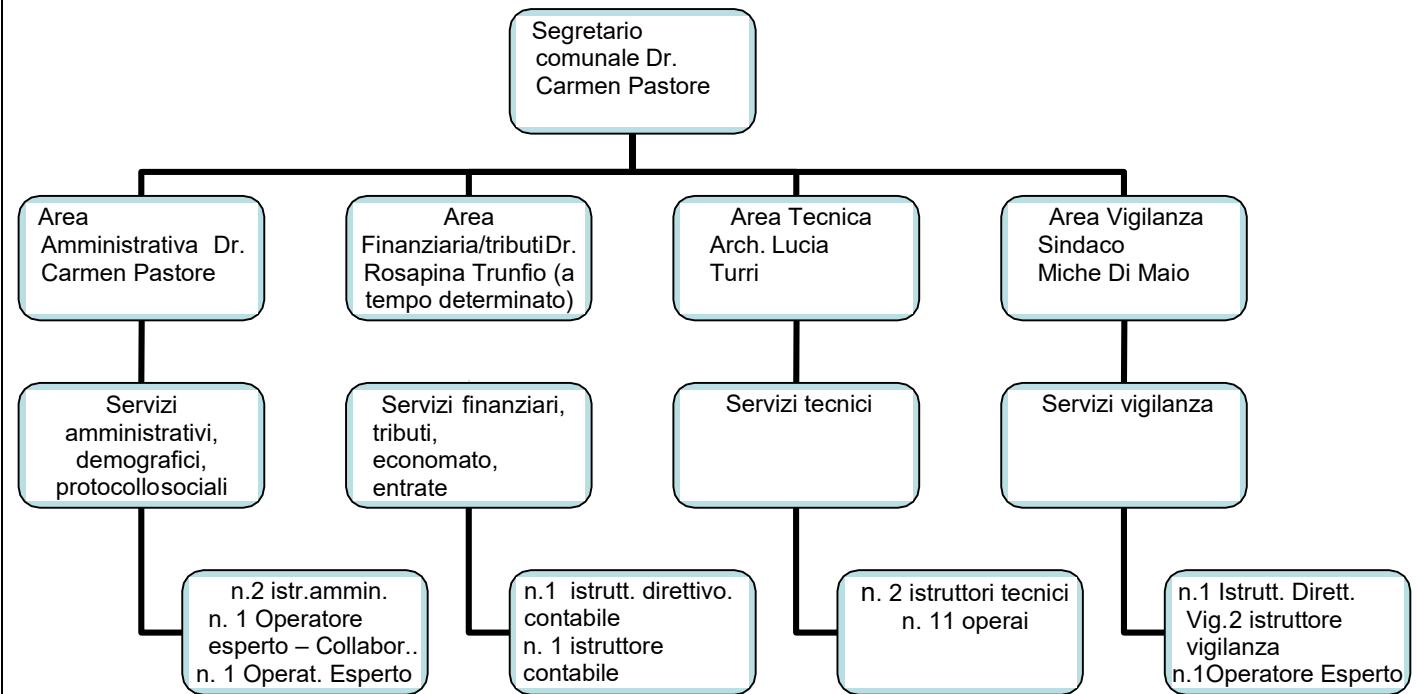 Segretario
comunale Dr.
Carmen Pastore
Area
Amministrativa Dr.
Carmen Pastore
Area
Finanziaria/tributiDr.
Rosapina Trunfio (a
tempo determinato)
Area Tecnica
Arch. Lucia
Turri
Area Vigilanza
Sindaco
Miche Di Maio
Servizi
amministrativi,
demografici,
protocollosociali
Servizi finanziari,
tributi,
economato,
entrate
Servizi tecnici
Servizi vigilanza
n.2 istr.ammin.
n. 1 Operatore
esperto – Collabor..
n. 1 Operat. Esperto
n.1 istrutt. direttivo.
contabile
n. 1 istruttore
contabile
n. 2 istruttori tecnici
n. 11 operai
n.1 Istrutt. Dirett.
Vig.2 istruttore
vigilanza
n.1Operatore Esperto